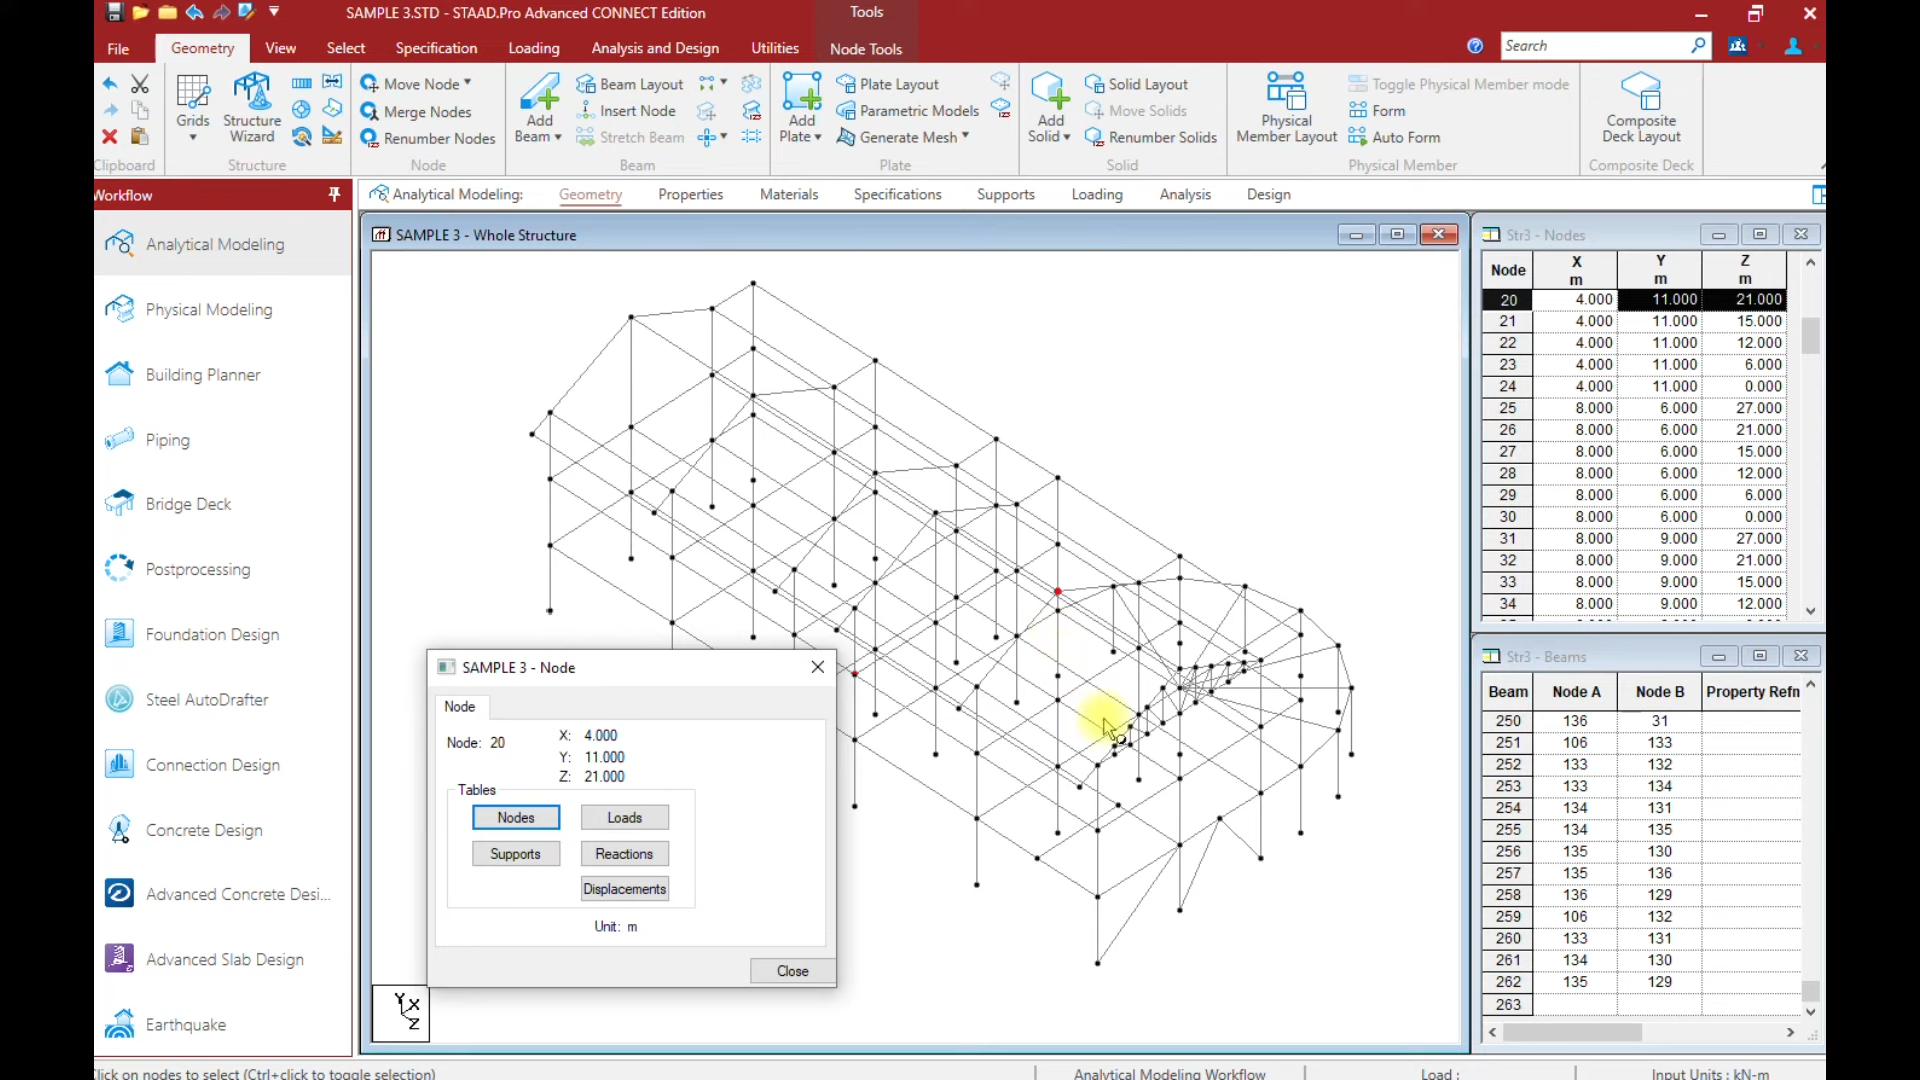 SAMPLE 3.STD - STAAD.Pro Advanced CONNECT Edition
Tools
File
Geometry
View
Select
Specification
Loading
Analysis and Design
Utilities
Node Tools
Search
Grids
Structure Wizard
Move Node
Merge Nodes
Renumber Nodes
Add Beam
Beam Layout
Insert Node
Stretch Beam
Add Plate
Plate Layout
Parametric Models
Generate Mesh
Add Solid
Solid Layout
Move Solids
Renumber Solids
Physical Member Layout
Toggle Physical Member mode
Form
Auto Form
Composite Deck Layout
Clipboard
Structure
Node
Beam
Plate
Solid
Physical Member
Composite Deck
Workflow
Analytical Modeling:
Geometry
Properties
Materials
Specifications
Supports
Loading
Analysis
Design
Analytical Modeling
Physical Modeling
Building Planner
Piping
Bridge Deck
Postprocessing
Foundation Design
Steel AutoDrafter
Connection Design
Concrete Design
Advanced Concrete Desi...
Advanced Slab Design
Earthquake
SAMPLE 3 - Whole Structure
SAMPLE 3 - Node
Node
Node: 20
X: 4.000
Y: 11.000
Z: 21.000
Tables
Nodes
Loads
Supports
Reactions
Displacements
Unit: m
Close
Y
X
Z
Str3 - Nodes
Node X m Y m Z m
20 4.000 11.000 21.000
21 4.000 11.000 15.000
22 4.000 11.000 12.000
23 4.000 11.000 6.000
24 4.000 11.000 0.000
25 8.000 6.000 27.000
26 8.000 6.000 21.000
27 8.000 6.000 15.000
28 8.000 6.000 12.000
29 8.000 6.000 6.000
30 8.000 6.000 0.000
31 8.000 9.000 27.000
32 8.000 9.000 21.000
33 8.000 9.000 15.000
34 8.000 9.000 12.000
Str3 - Beams
Beam Node A Node B Property Refn
250 136 31
251 106 133
252 133 132
253 133 134
254 134 131
255 134 135
256 135 130
257 135 136
258 136 129
259 106 132
260 133 131
261 134 130
262 135 129
263
Click on nodes to select (Ctrl+click to toggle selection)
Analytical Modeling Workflow
Load :
Input Units : kN-m